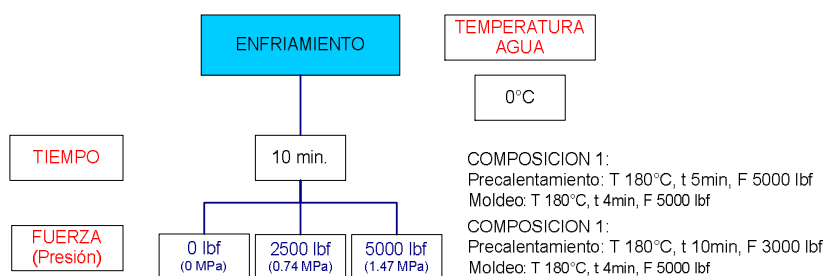 ENFRIAMIENTO
TEMPERATURA
AGUA
0°C
TIEMPO
10 min.
COMPOSICION 1:
Precalentamiento: T 180°C, t 5min, F 5000 lbf
Moldeo: T 180°C, t 4min, F 5000 lbf
COMPOSICION 1:
Precalentamiento: T 180°C, t 10min, F 3000 lbf
Moldeo: T 180°C, t 4min, F 5000 lbf
FUERZA
(Presión)
0 lbf
(0 MPa)
2500 lbf
(0.74 MPa)
5000 lbf
(1.47 MPa)